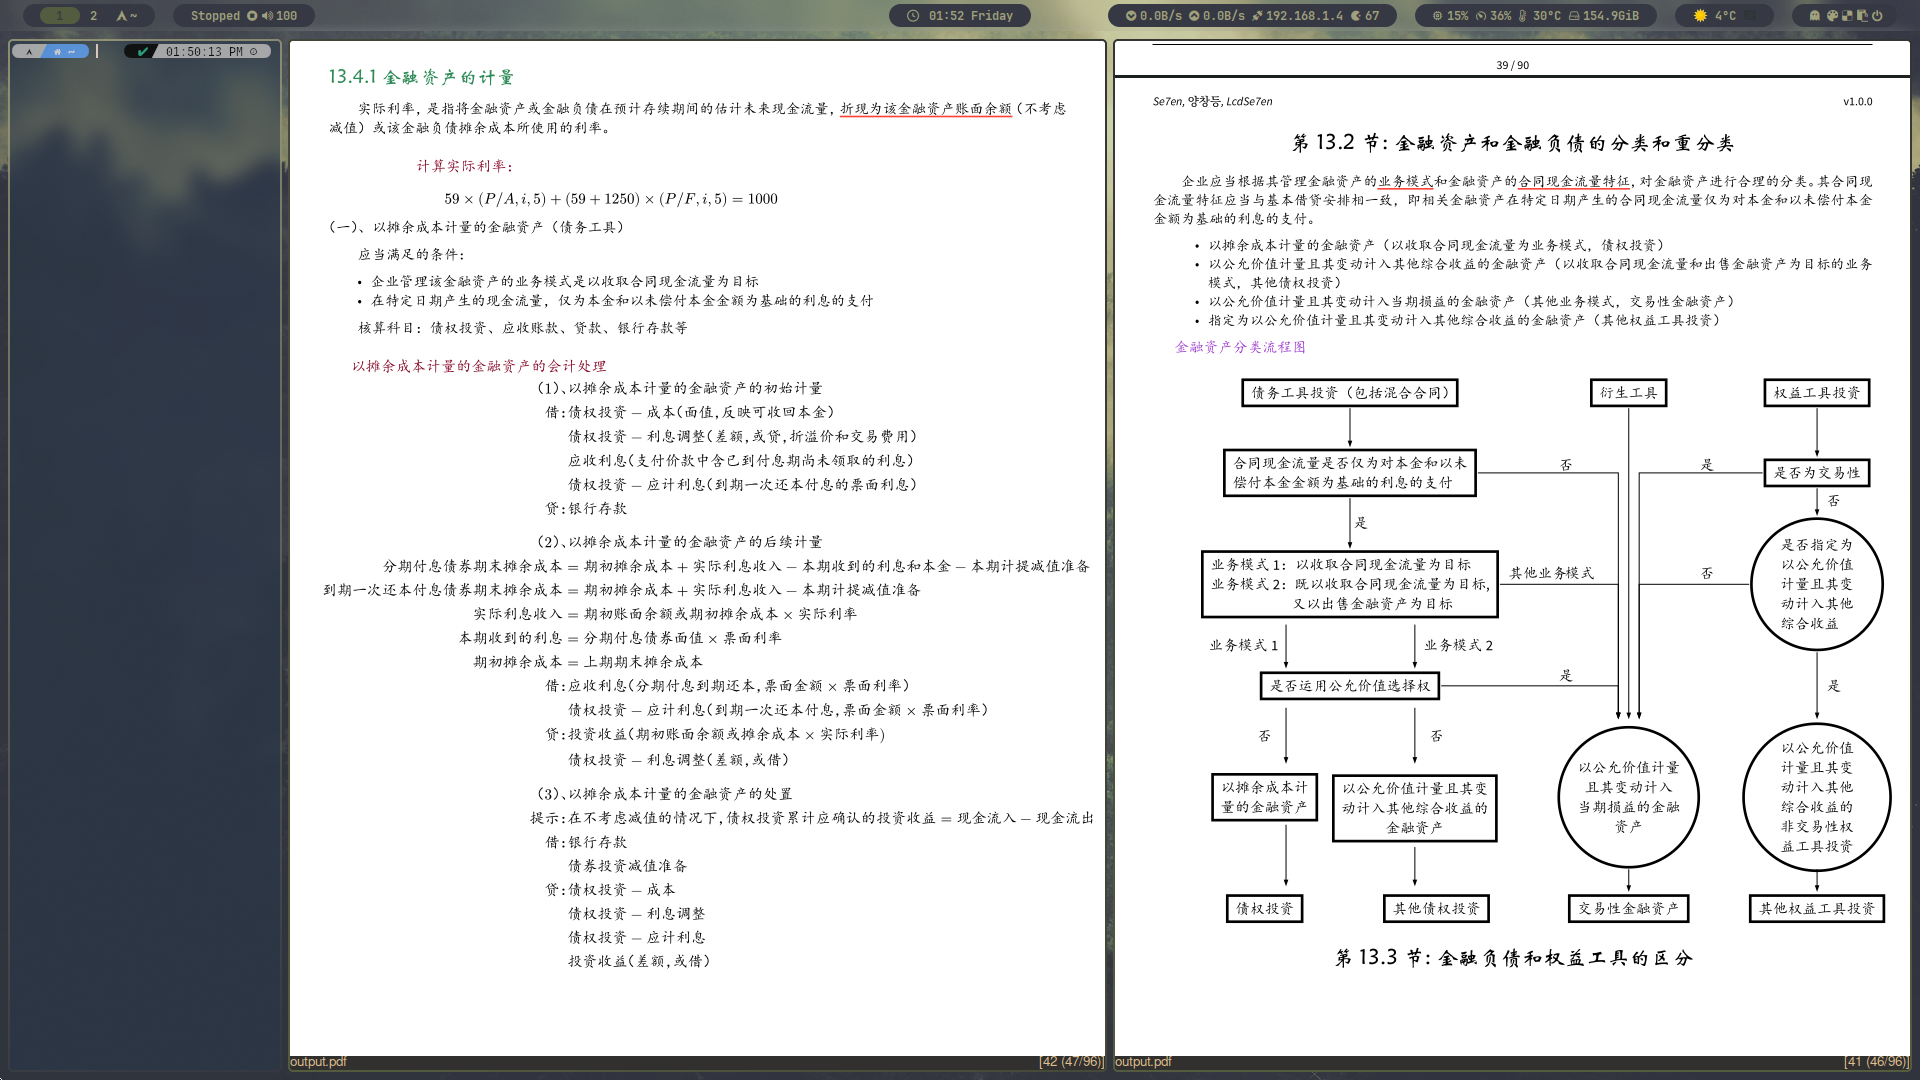 1 2 ~
Stopped 100
01:52 Friday
0.0B/s 0.0B/s 192.168.1.4 67
15% 36% 30°C 154.9GiB
4°C
~
01:50:13 PM
13.4.1 金融资产的计量
实际利率，是指将金融资产或金融负债在预计存续期间的估计未来现金流量，折现为该金融资产账面余额（不考虑
减值）或该金融负债摊余成本所使用的利率。
计算实际利率：
59 × (P/A, i, 5) + (59 + 1250) × (P/F, i, 5) = 1000
（一）、以摊余成本计量的金融资产（债务工具）
应当满足的条件：
• 企业管理该金融资产的业务模式是以收取合同现金流量为目标
• 在特定日期产生的现金流量，仅为本金和以未偿付本金金额为基础的利息的支付
核算科目：债权投资、应收账款、贷款、银行存款等
以摊余成本计量的金融资产的会计处理
（1）、以摊余成本计量的金融资产的初始计量
借：债权投资 − 成本（面值，反映可收回本金）
债权投资 − 利息调整（差额，或贷，折溢价和交易费用）
应收利息（支付价款中含已到付息期尚未领取的利息）
债权投资 − 应计利息（到期一次还本付息的票面利息）
贷：银行存款
（2）、以摊余成本计量的金融资产的后续计量
分期付息债券期末摊余成本 = 期初摊余成本 + 实际利息收入 − 本期收到的利息和本金 − 本期计提减值准备
到期一次还本付息债券期末摊余成本 = 期初摊余成本 + 实际利息收入 − 本期计提减值准备
实际利息收入 = 期初账面余额或期初摊余成本 × 实际利率
本期收到的利息 = 分期付息债券面值 × 票面利率
期初摊余成本 = 上期期末摊余成本
借：应收利息（分期付息到期还本，票面金额 × 票面利率）
债权投资 − 应计利息（到期一次还本付息，票面金额 × 票面利率）
贷：投资收益（期初账面余额或摊余成本 × 实际利率）
债权投资 − 利息调整（差额，或借）
（3）、以摊余成本计量的金融资产的处置
提示：在不考虑减值的情况下，债权投资累计应确认的投资收益 = 现金流入 − 现金流出
借：银行存款
债券投资减值准备
贷：债权投资 − 成本
债权投资 − 利息调整
债权投资 − 应计利息
投资收益（差额，或借）
output.pdf [42 (47/96)]
39 / 90
Se7en, 양창등, LcdSe7en v1.0.0
第 13.2 节：金融资产和金融负债的分类和重分类
企业应当根据其管理金融资产的业务模式和金融资产的合同现金流量特征，对金融资产进行合理的分类。其合同现
金流量特征应当与基本借贷安排相一致，即相关金融资产在特定日期产生的合同现金流量仅为对本金和以未偿付本金
金额为基础的利息的支付。
• 以摊余成本计量的金融资产（以收取合同现金流量为业务模式，债权投资）
• 以公允价值计量且其变动计入其他综合收益的金融资产（以收取合同现金流量和出售金融资产为目标的业务
模式，其他债权投资）
• 以公允价值计量且其变动计入当期损益的金融资产（其他业务模式，交易性金融资产）
• 指定为以公允价值计量且其变动计入其他综合收益的金融资产（其他权益工具投资）
金融资产分类流程图
债务工具投资（包括混合合同） 衍生工具 权益工具投资
合同现金流量是否仅为对本金和以未
偿付本金金额为基础的利息的支付
否
是
是否为交易性
否
是
是否指定为
以公允价值
计量且其变
动计入其他
综合收益
业务模式 1：以收取合同现金流量为目标
业务模式 2：既以收取合同现金流量为目标，
又以出售金融资产为目标
其他业务模式
否
业务模式 1
业务模式 2
是否运用公允价值选择权
是
是
否
否
以摊余成本计
量的金融资产
以公允价值计量且其变
动计入其他综合收益的
金融资产
以公允价值计量
且其变动计入
当期损益的金融
资产
以公允价值
计量且其变
动计入其他
综合收益的
非交易性权
益工具投资
债权投资 其他债权投资 交易性金融资产 其他权益工具投资
第 13.3 节：金融负债和权益工具的区分
output.pdf [41 (46/96)]